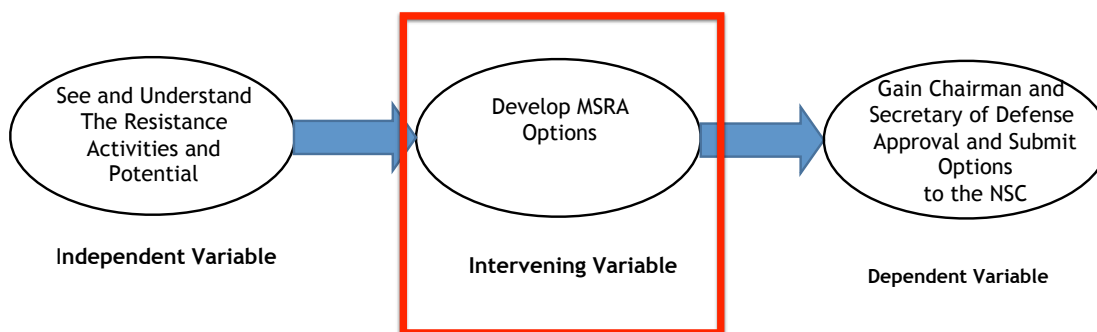 See and Understand
The Resistance
Activities and
Potential
Independent Variable
Develop MSRA
Options
Intervening Variable
Gain Chairman and
Secretary of Defense
Approval and Submit
Options
to the NSC
Dependent Variable